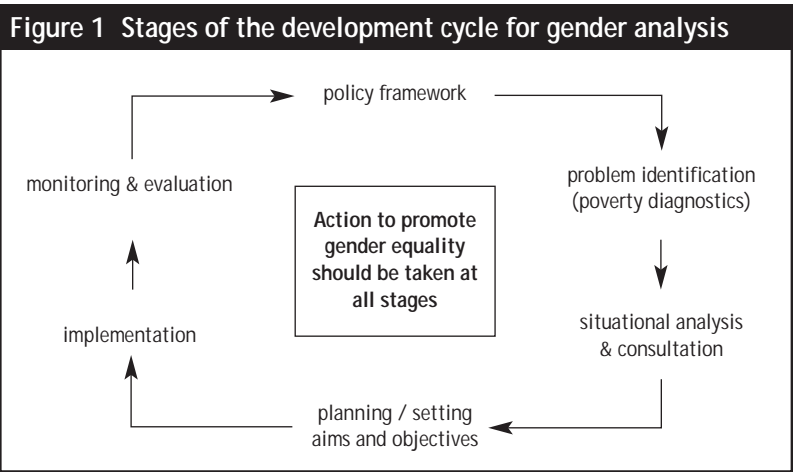 Figure 1 Stages of the development cycle for gender analysis
policy framework
problem identification
(poverty diagnostics)
situational analysis
& consultation
planning / setting
aims and objectives
implementation
monitoring & evaluation
Action to promote
gender equality
should be taken at
all stages